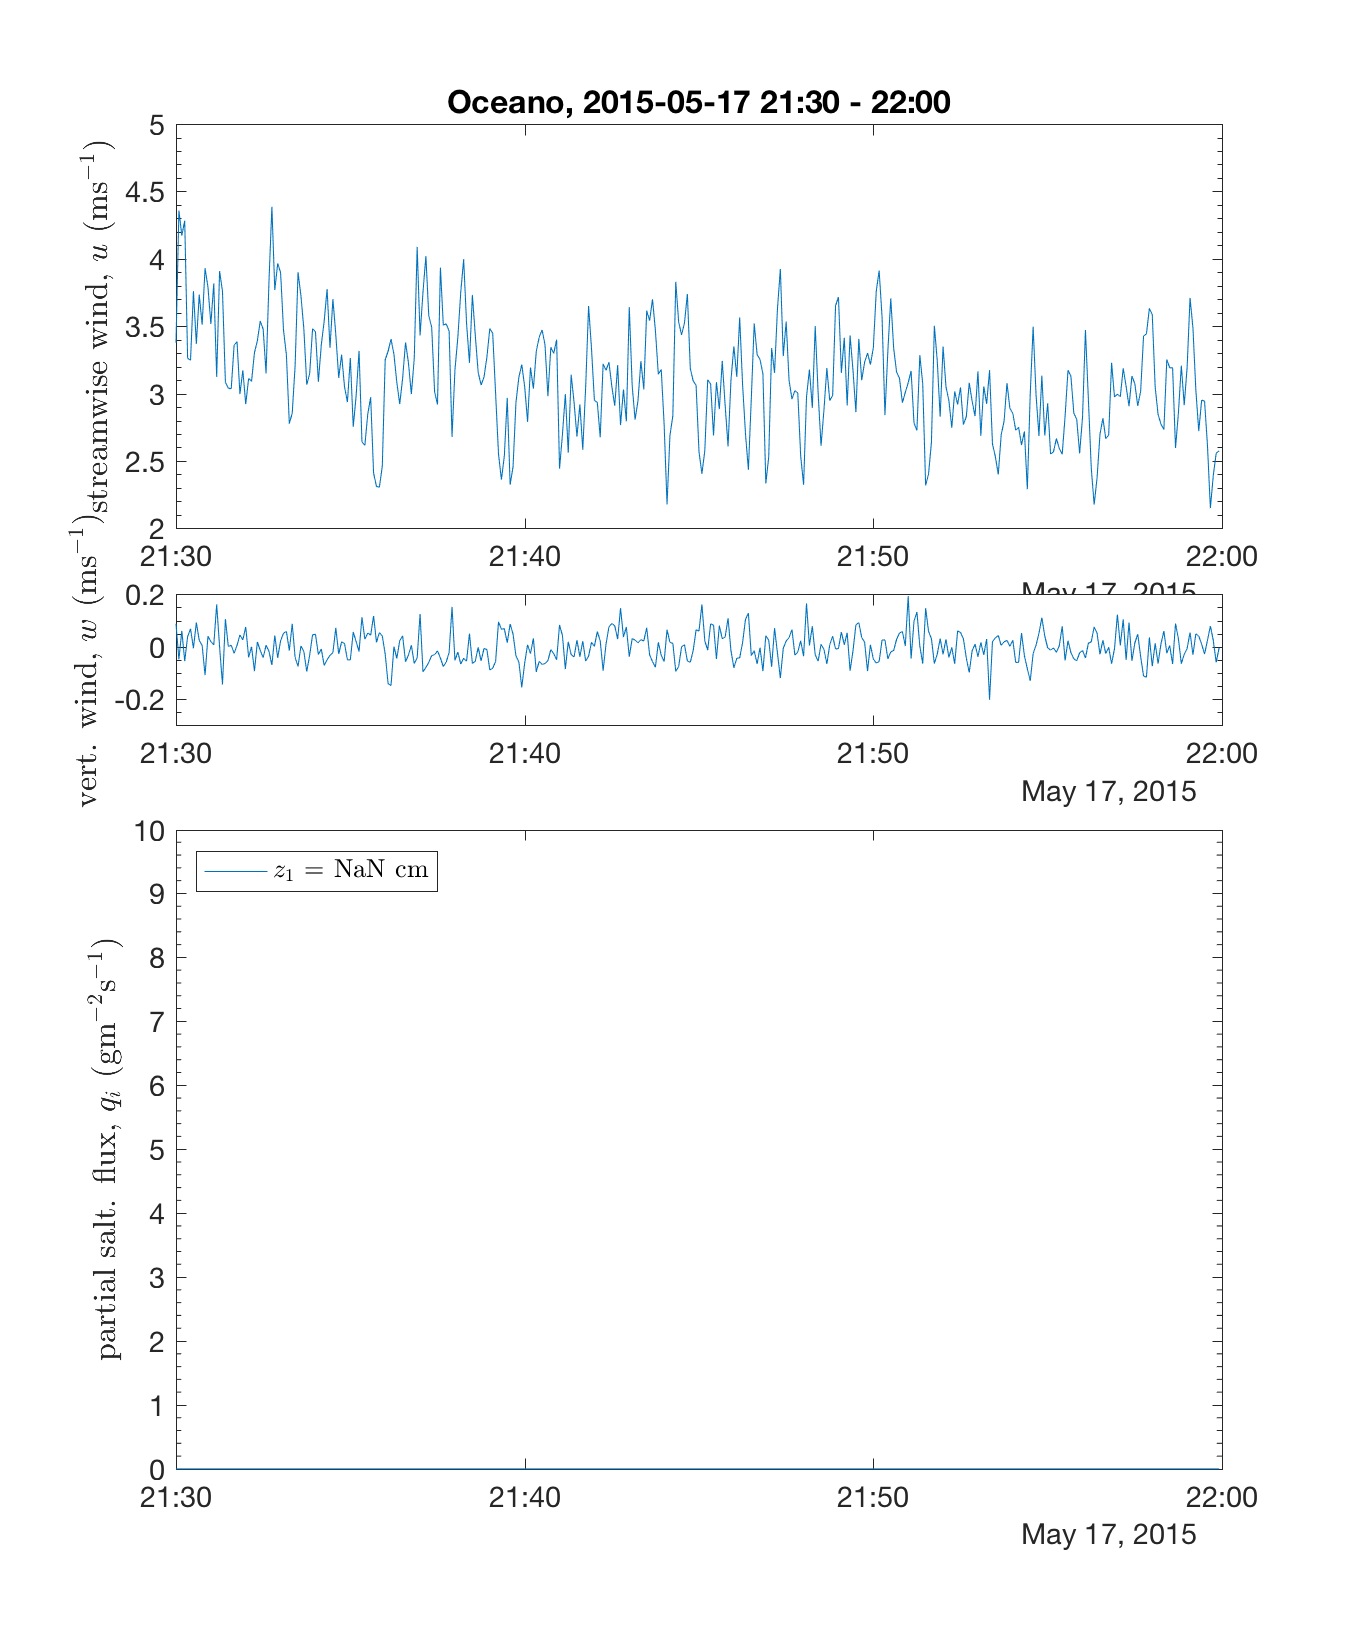 Oceano, 2015-05-17 21:30 - 22:00
streamwise wind, u (ms⁻¹)
5
4.5
4
3.5
3
2.5
2
21:30 21:40 21:50 22:00
May 17, 2015
vert. wind, w (ms⁻¹)
0.2
0
-0.2
21:30 21:40 21:50 22:00
May 17, 2015
partial salt. flux, qᵢ (gm⁻²s⁻¹)
10
z₁ = NaN cm
9
8
7
6
5
4
3
2
1
0
21:30 21:40 21:50 22:00
May 17, 2015